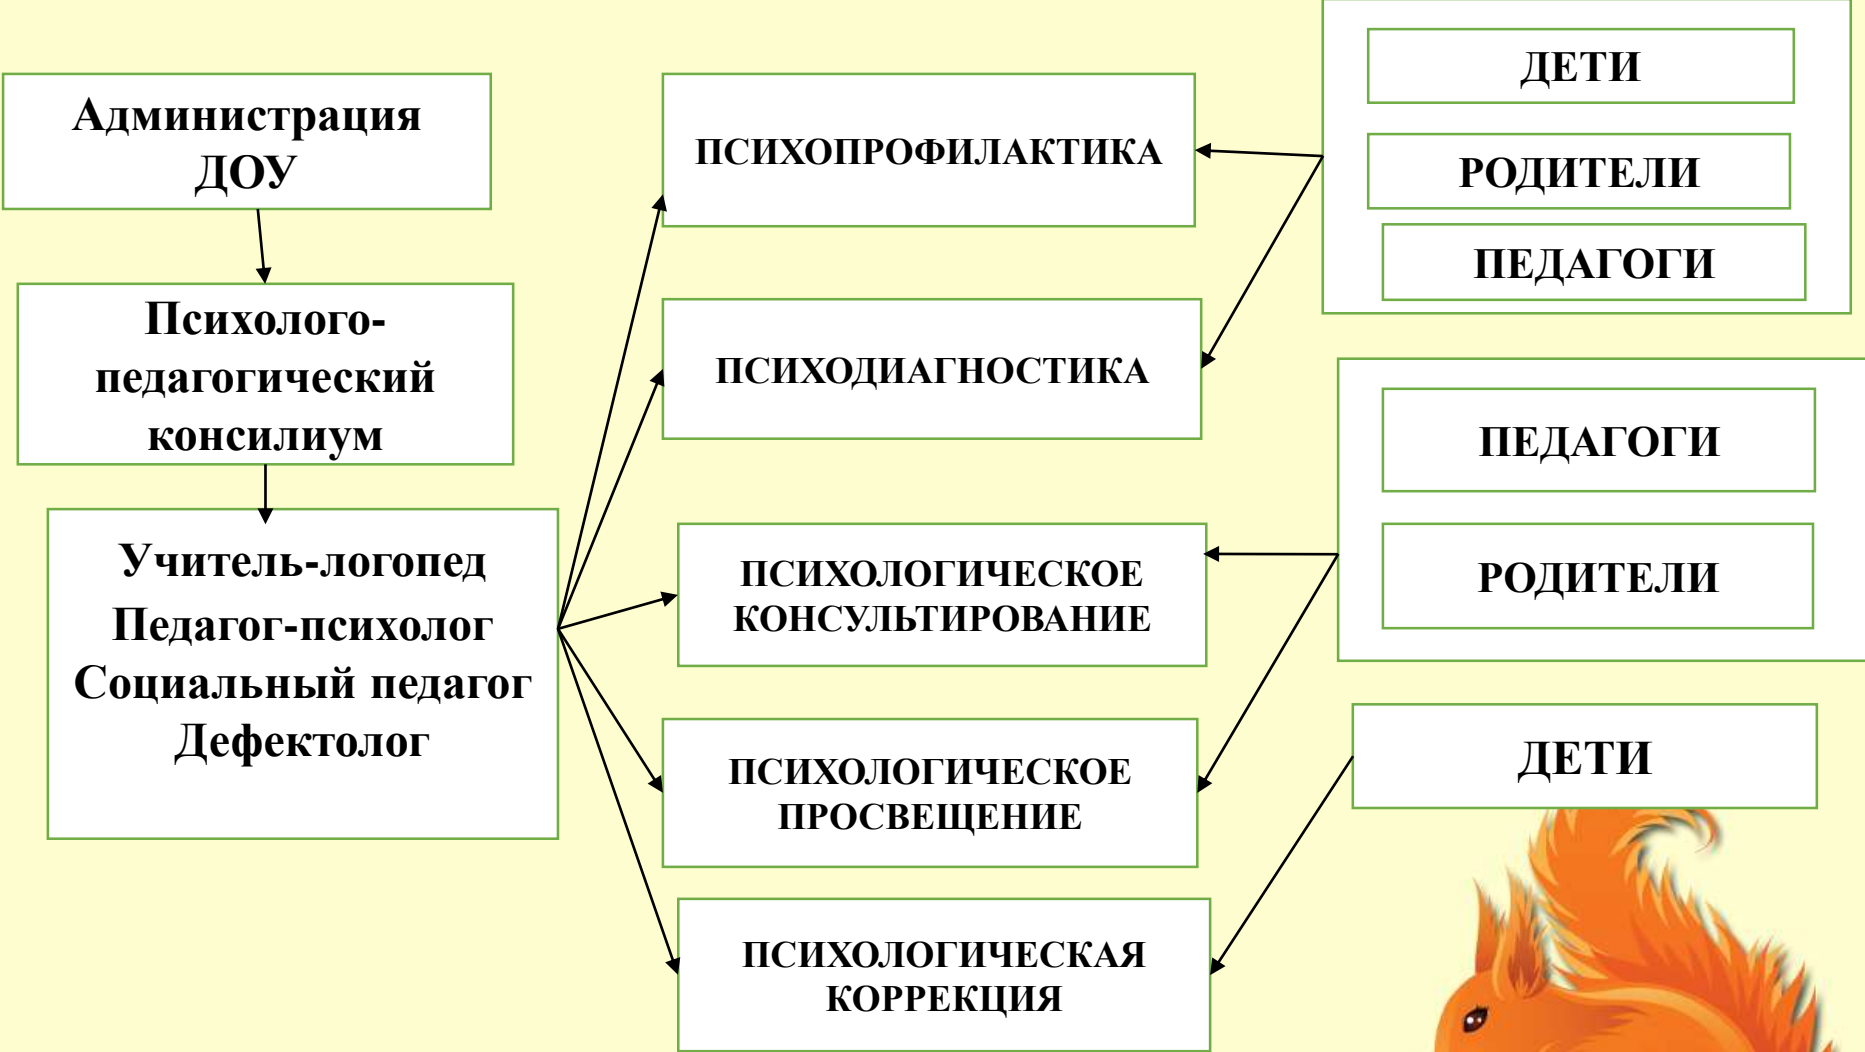 Администрация
ДОУ
Психолого-
педагогический
консилиум
Учитель-логопед
Педагог-психолог
Социальный педагог
Дефектолог
ПСИХОПРОФИЛАКТИКА
ПСИХОДИАГНОСТИКА
ПСИХОЛОГИЧЕСКОЕ
КОНСУЛЬТИРОВАНИЕ
ПСИХОЛОГИЧЕСКОЕ
ПРОСВЕЩЕНИЕ
ПСИХОЛОГИЧЕСКАЯ
КОРРЕКЦИЯ
ДЕТИ
РОДИТЕЛИ
ПЕДАГОГИ
ПЕДАГОГИ
РОДИТЕЛИ
ДЕТИ